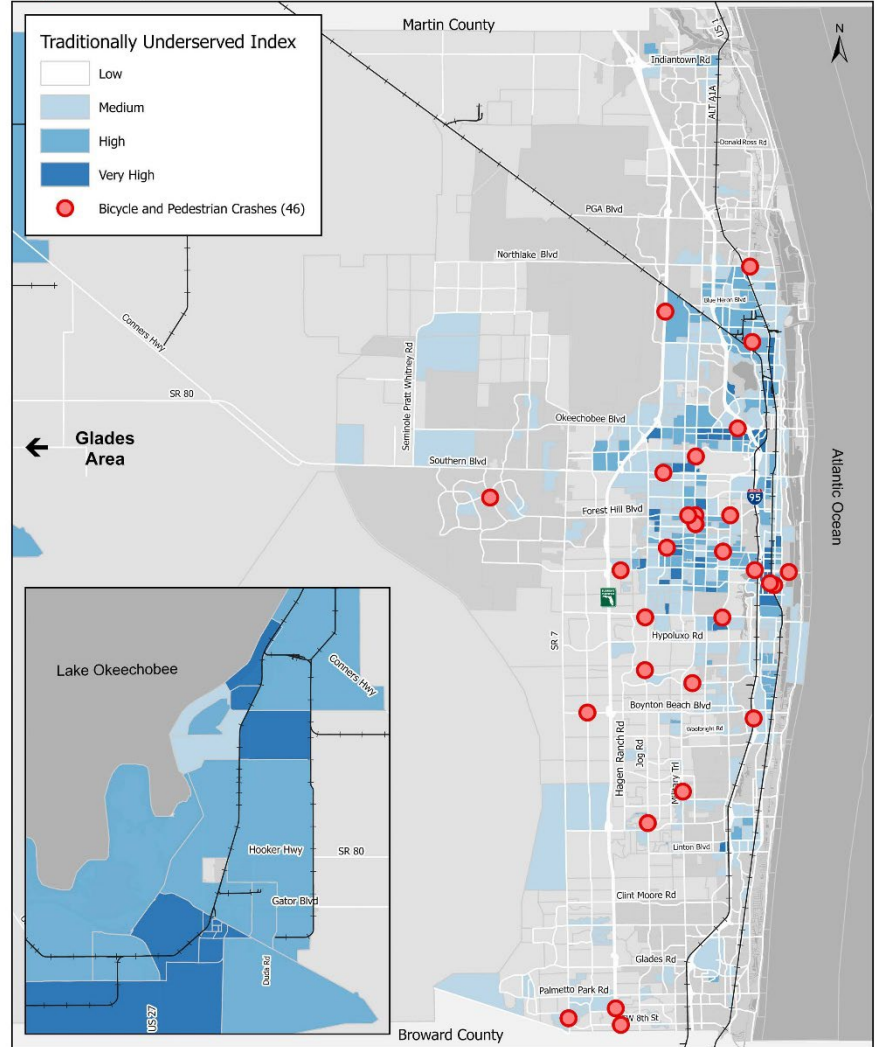 Traditionally Underserved Index
Low
Medium
High
Very High
Bicycle and Pedestrian Crashes (46)
Martin County
US 1
N
Indiantown Rd
ALT A1A
Donald Ross Rd
PGA Blvd
Northlake Blvd
Blue Heron Blvd
Conners Hwy
SR 80
Seminole Pratt Whitney Rd
Okeechobee Blvd
Glades
Area
Southern Blvd
Atlantic Ocean
95
Forest Hill Blvd
SR 7
Hypoluxo Rd
Boynton Beach Blvd
Woolbright Rd
Hagen Ranch Rd
Jog Rd
Military Trl
Linton Blvd
Clint Moore Rd
Glades Rd
Palmetto Park Rd
SW 8th St
Broward County
Lake Okeechobee
Conners Hwy
Hooker Hwy
SR 80
Gator Blvd
Duda Rd
US 27